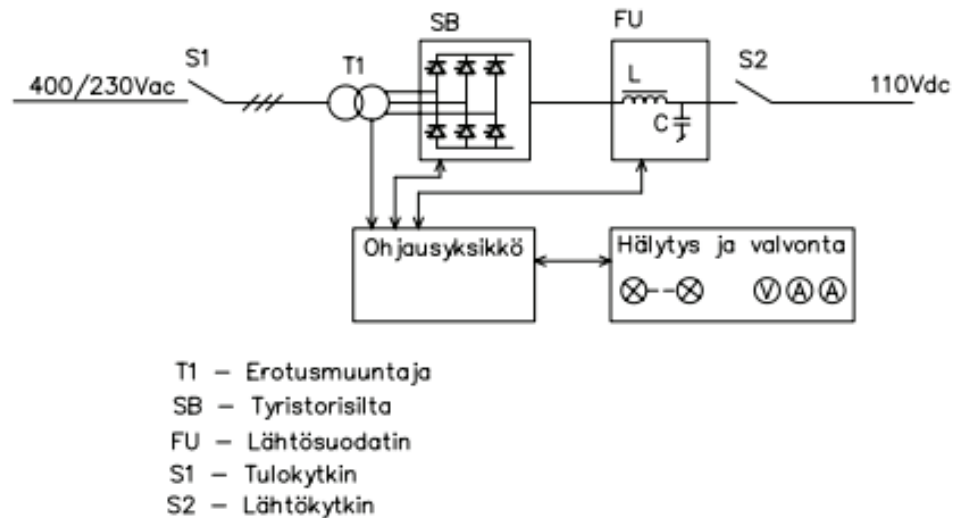 SB
FU
S1
T1
S2
400/230Vac
L
C
110Vdc
Ohjausyksikkö
Hälytys ja valvonta
V A A
T1 – Erotusmuuntaja
SB – Tyristorisilta
FU – Lähtösuodatin
S1 – Tulokytkin
S2 – Lähtökytkin